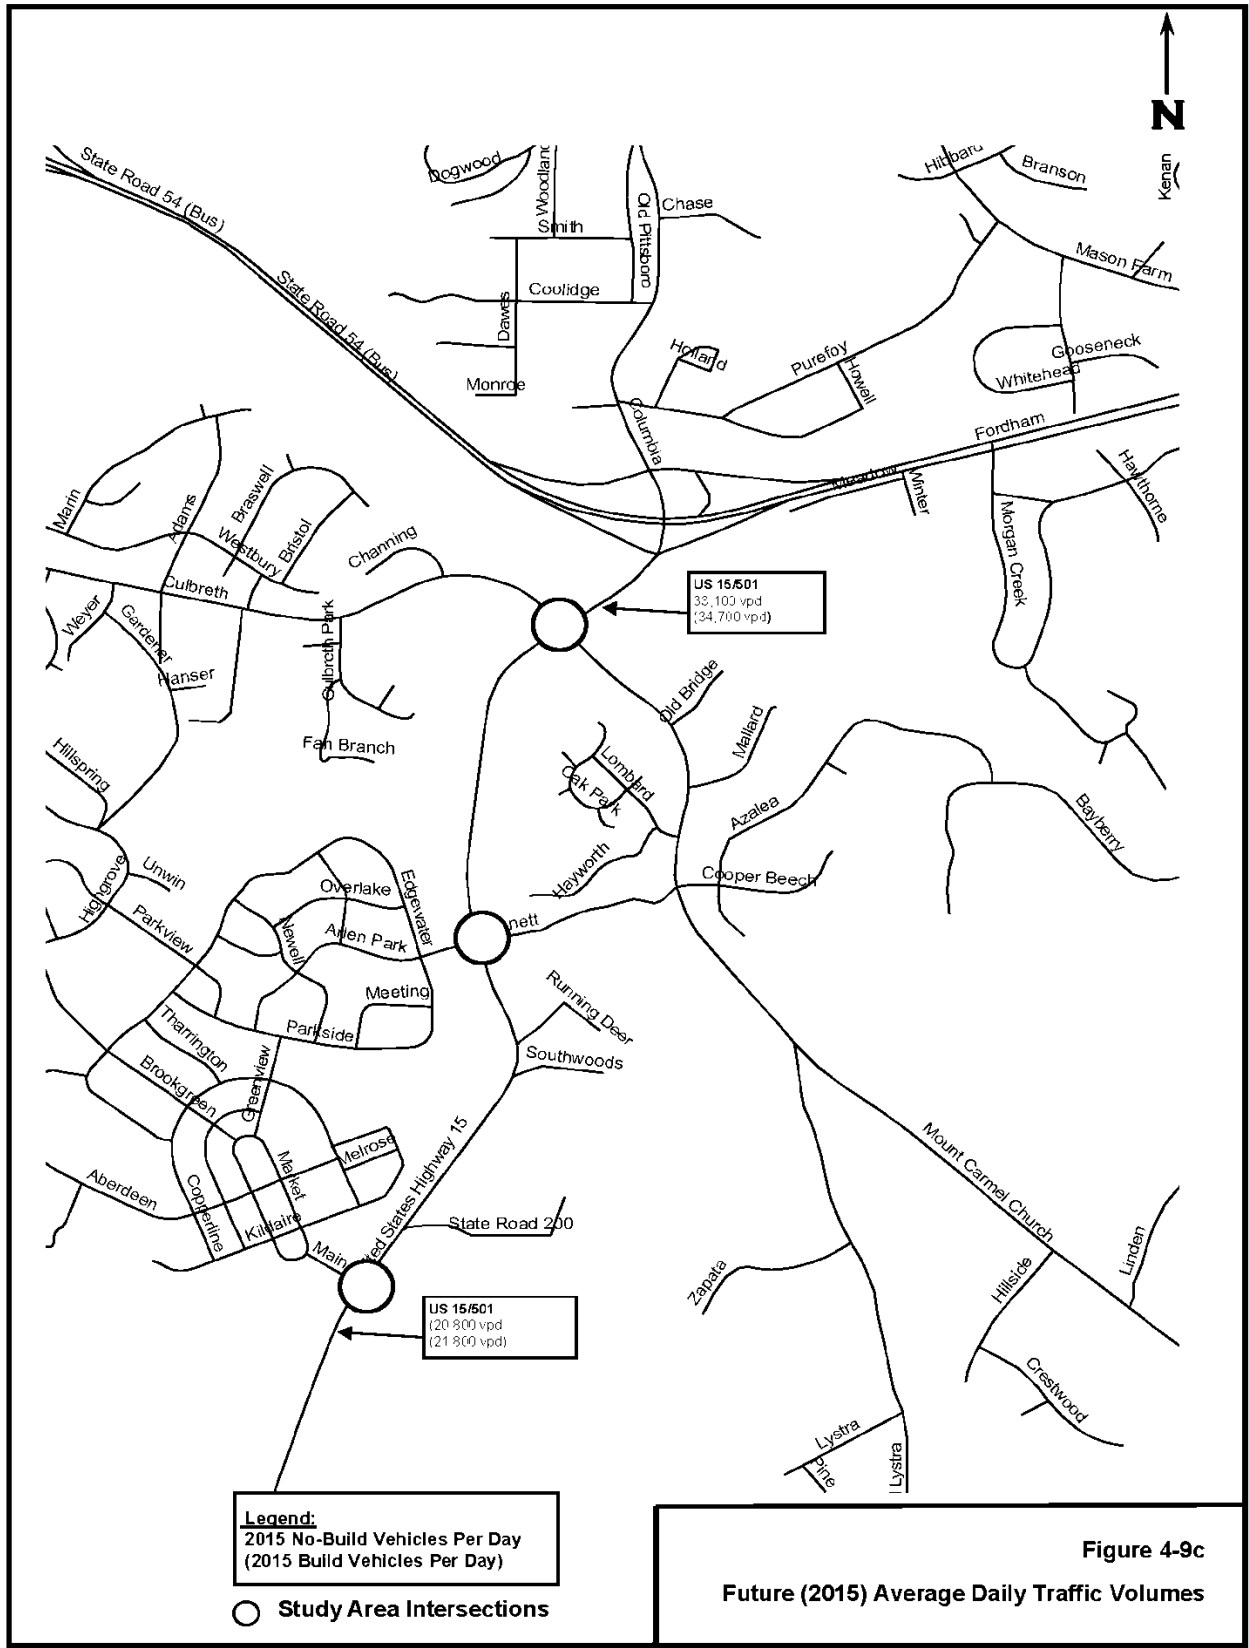 N
Kenan
State Road 54 (Bus)
Dogwood
Woodland
Smith
Old Pittsboro
Chase
Hibbard
Branson
Mason Farm
State Road 54 (Bus)
Coolidge
Dawes
Monroe
Holland
Purefoy
Howell
Gooseneck
Whitehead
Columbia
Fordham
Meadow
Winter
Hawthorne
Morgan Creek
Marin
Adams
Braswell
Westbury
Bristol
Channing
Culbreth
Weyer
Gardener
Hanser
Culbreth Park
Fan Branch
US 15/501
33,100 vpd
(34,700 vpd)
Old Bridge
Mallard
Lombard
Oak Park
Azalea
Bayberry
Hayworth
Cooper Beech
Hillspring
Highgrove
Unwin
Parkview
Overlake
Edgewater
Newell
Arlen Park
nett
Meeting
Parkside
Running Deer
Southwoods
Tharrington
Brookgreen
Greenview
Market
Melrose
Aberdeen
Copperline
Kildaire
Main
ted States Highway 15
State Road 200
Mount Carmel Church
Linden
Hillside
Zapata
Crestwood
US 15/501
(20 800 vpd
(21 800 vpd)
Lystra
Pine
Lystra
Legend:
2015 No-Build Vehicles Per Day
(2015 Build Vehicles Per Day)
Study Area Intersections
Figure 4-9c
Future (2015) Average Daily Traffic Volumes